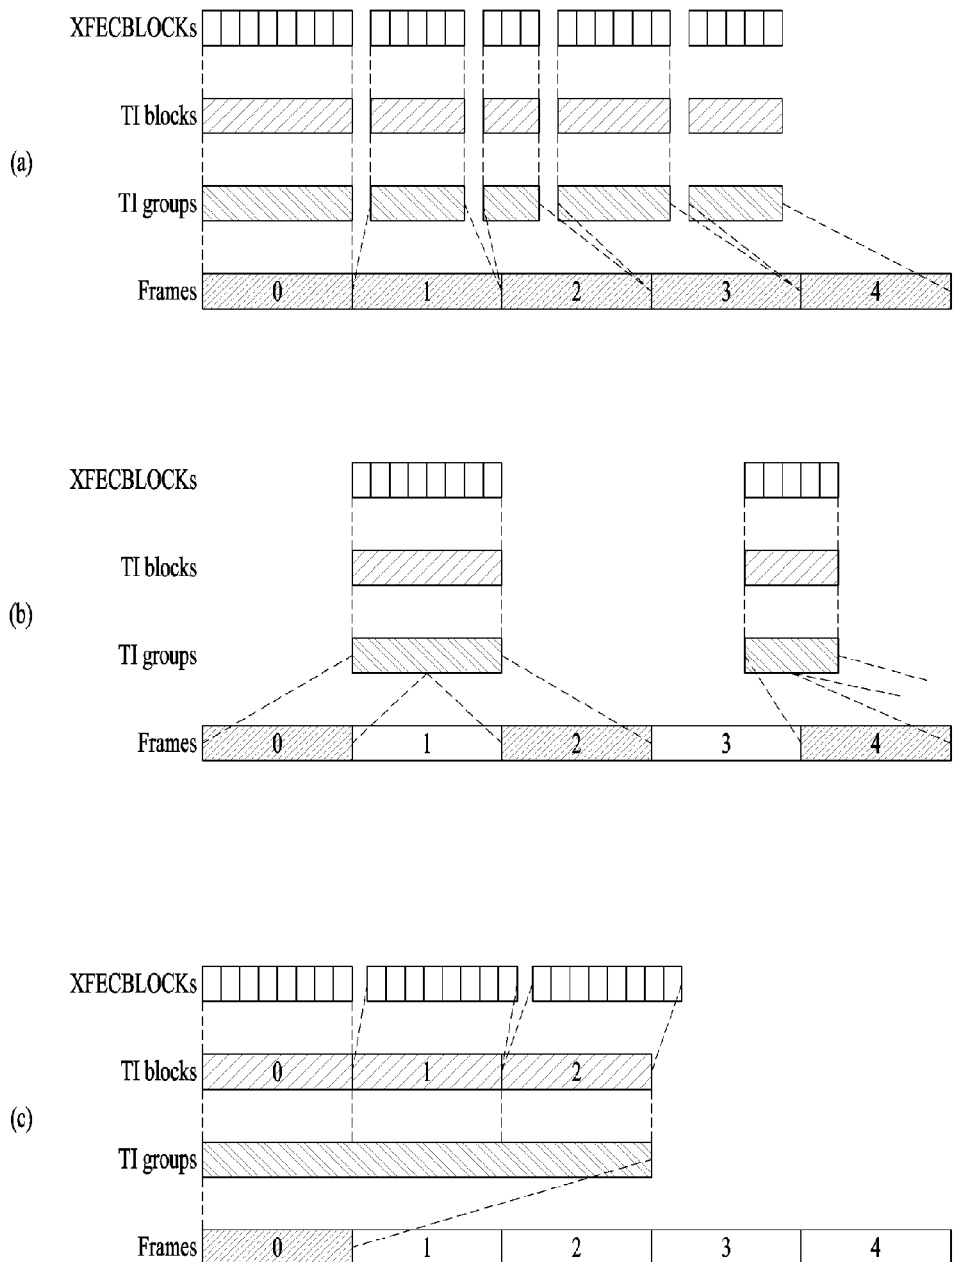 XFECBLOCKs
TI blocks
(a)
TI groups
Frames 0 1 2 3 4
XFECBLOCKs
TI blocks
(b)
TI groups
Frames 0 1 2 3 4
XFECBLOCKs
TI blocks 0 1 2
(c)
TI groups
Frames 0 1 2 3 4